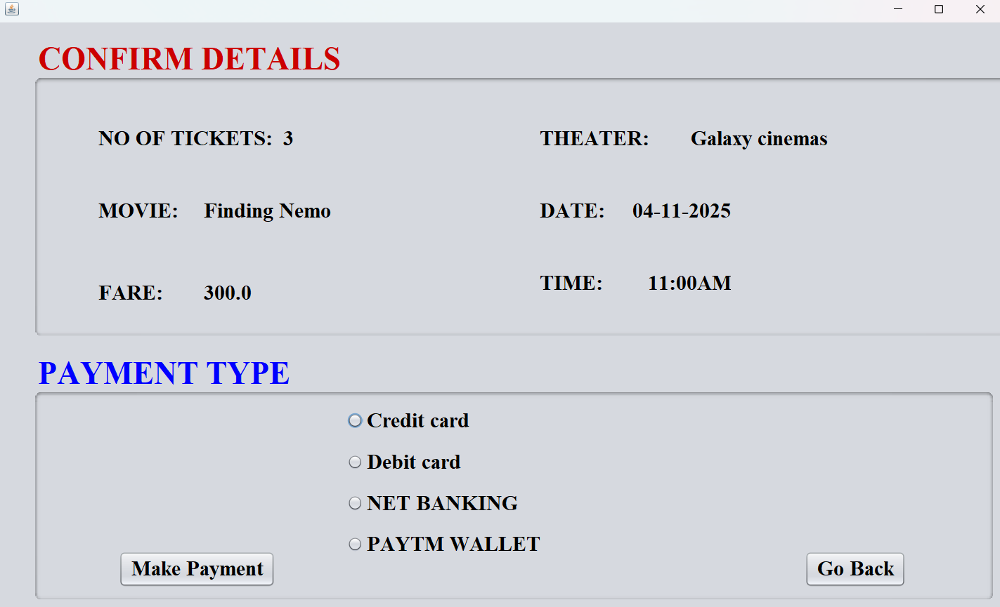 CONFIRM DETAILS
NO OF TICKETS: 3
THEATER: Galaxy cinemas
MOVIE: Finding Nemo
DATE: 04-11-2025
FARE: 300.0
TIME: 11:00AM
PAYMENT TYPE
Credit card
Debit card
NET BANKING
PAYTM WALLET
Make Payment
Go Back